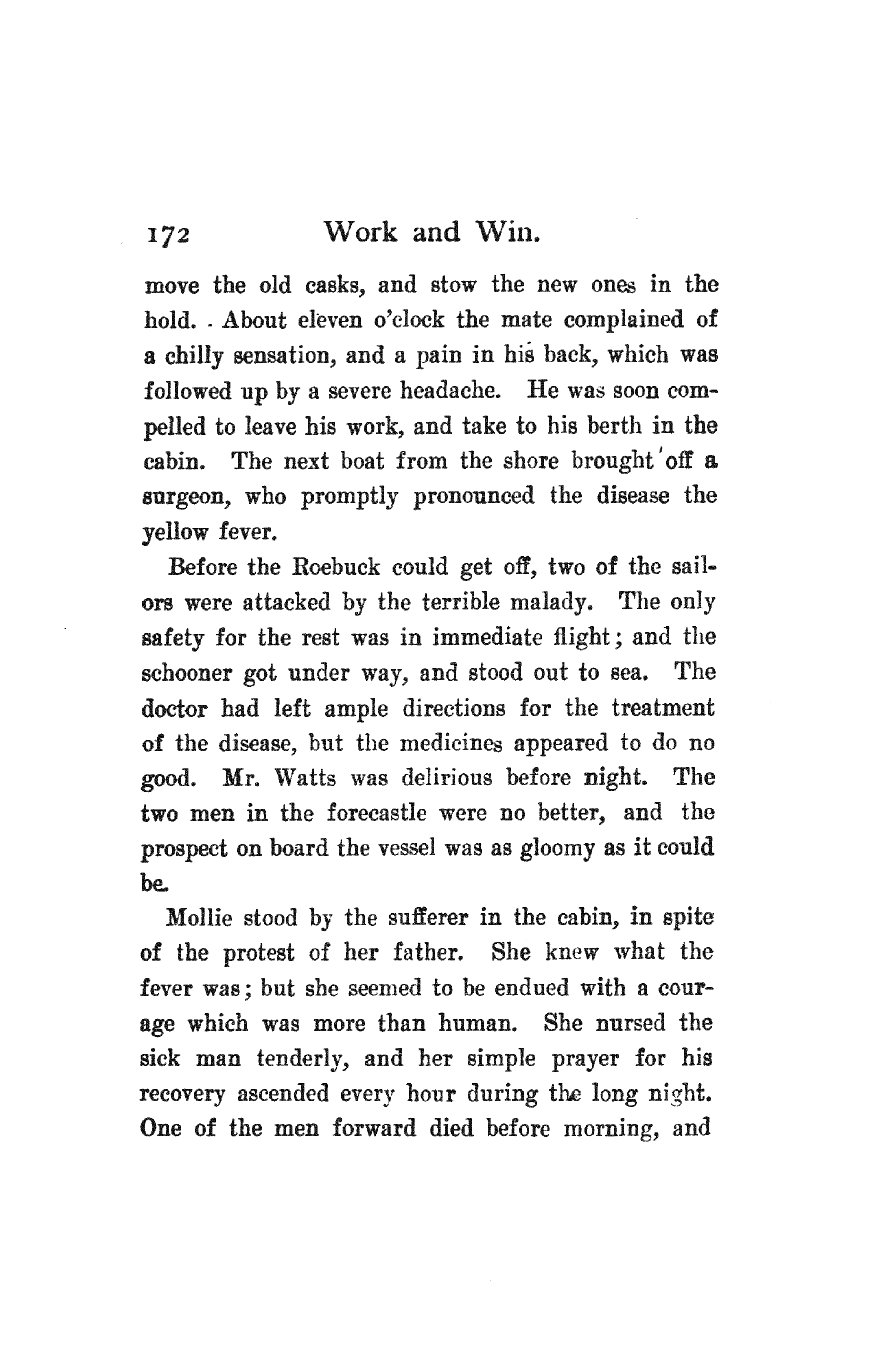 172 Work and Win.
move the old casks, and stow the new ones in the
hold. . About eleven o'clock the mate complained of
a chilly sensation, and a pain in his back, which was
followed up by a severe headache. He was soon com-
pelled to leave his work, and take to his berth in the
cabin. The next boat from the shore brought 'off a
surgeon, who promptly pronounced the disease the
yellow fever.
Before the Roebuck could get off, two of the sail-
ors were attacked by the terrible malady. The only
safety for the rest was in immediate flight; and the
schooner got under way, and stood out to sea. The
doctor had left ample directions for the treatment
of the disease, but the medicines appeared to do no
good. Mr. Watts was delirious before night. The
two men in the forecastle were no better, and the
prospect on board the vessel was as gloomy as it could
be.
Mollie stood by the sufferer in the cabin, in spite
of the protest of her father. She knew what the
fever was; but she seemed to be endued with a cour-
age which was more than human. She nursed the
sick man tenderly, and her simple prayer for his
recovery ascended every hour during the long night.
One of the men forward died before morning, and